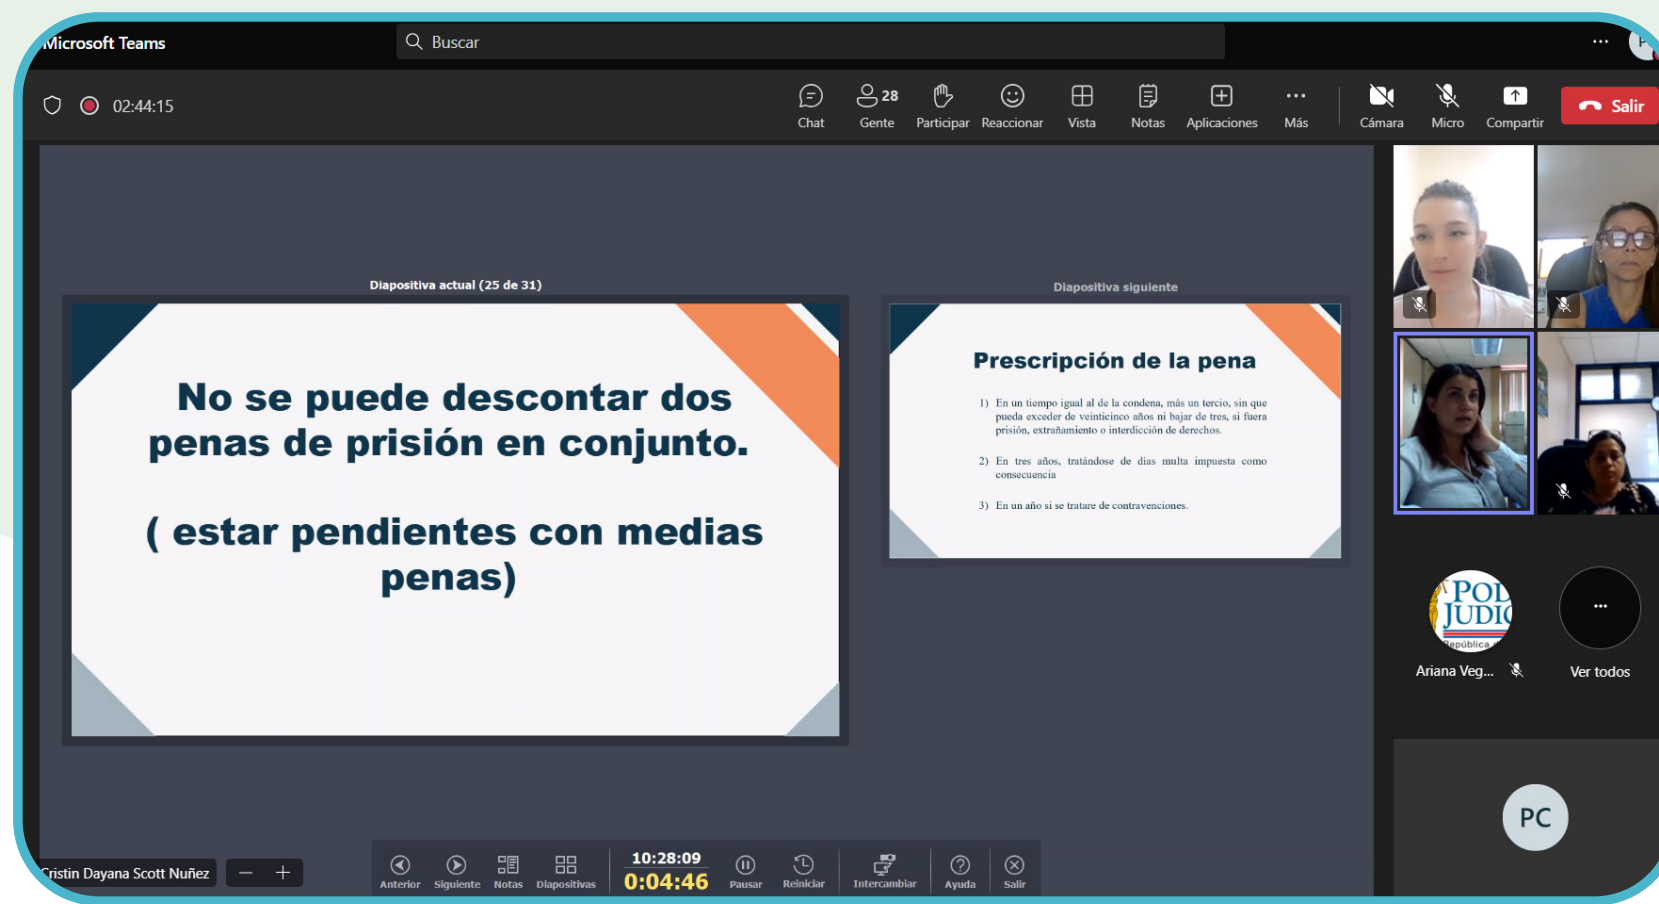 Microsoft Teams
Buscar
02:44:15
Chat
28
Gente
Participar
Reaccionar
Vista
Notas
Aplicaciones
Más
Cámara
Micro
Compartir
Salir
Diapositiva actual (25 de 31)
No se puede descontar dos
penas de prisión en conjunto.
( estar pendientes con medias
penas)
Diapositiva siguiente
Prescripción de la pena
1) En un tiempo igual al de la condena, más un tercio, sin que
pueda exceder de veinticinco años ni bajar de tres, si fuera
prisión, extrañamiento o interdicción de derechos.
2) En tres años, tratándose de días multa impuesta como
consecuencia
3) En un año si se tratare de contravenciones.
POD
JUDIC
República
Ariana Veg...
Ver todos
PC
Cristin Dayana Scott Nuñez
Anterior
Siguiente
Notas
Diapositivas
10:28:09
0:04:46
Pausar
Reiniciar
Intercambiar
Ayuda
Salir